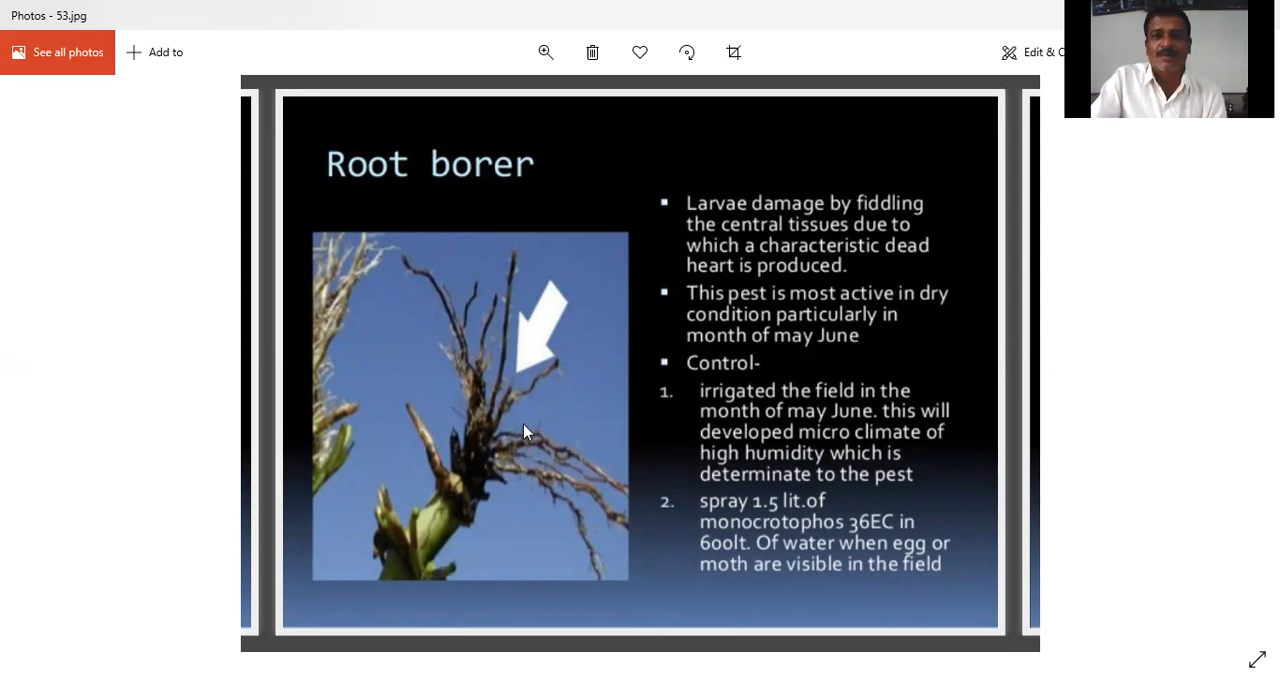 Photos - 53.jpg
See all photos
Add to
Edit & C
Root borer
▪ Larvae damage by fiddling
the central tissues due to
which a characteristic dead
heart is produced.
▪ This pest is most active in dry
condition particularly in
month of may June
▪ Control-
1. irrigated the field in the
month of may June. this will
developed micro climate of
high humidity which is
determinate to the pest
2. spray 1.5 lit.of
monocrotophos 36EC in
600lt. Of water when egg or
moth are visible in the field